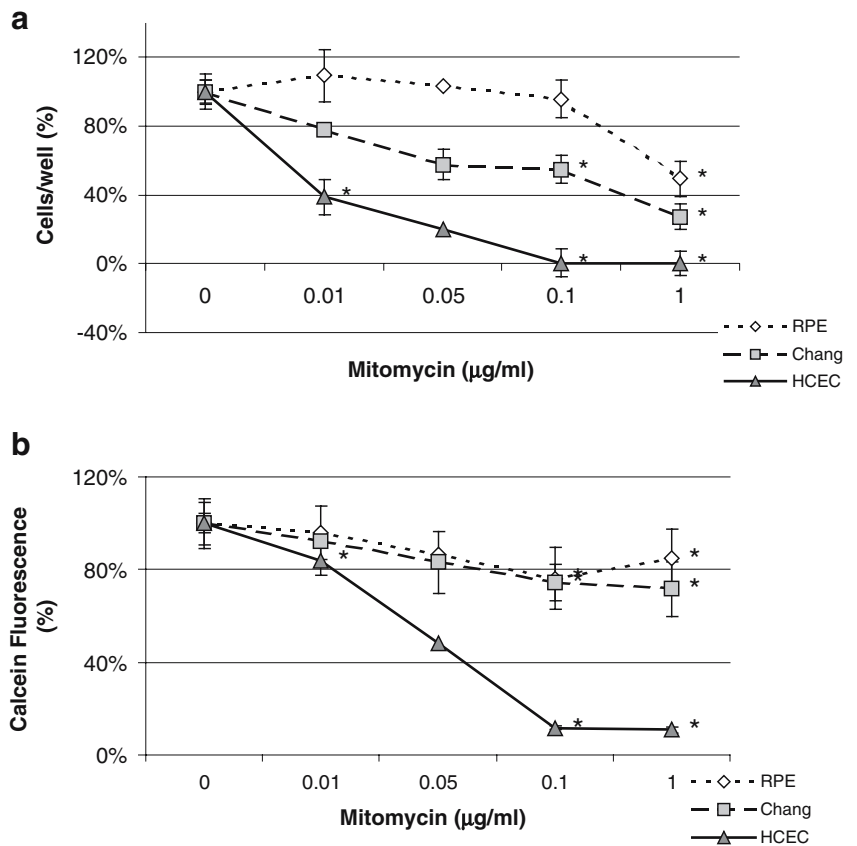 a
120%
80%
40%
0%
-40%
Cells/well (%)
* * * * * *
0 0.01 0.05 0.1 1
Mitomycin (μg/ml)
RPE
Chang
HCEC
b
120%
80%
40%
0%
Calcein Fluorescence
(%)
* * * * * * *
0 0.01 0.05 0.1 1
Mitomycin (μg/ml)
RPE
Chang
HCEC